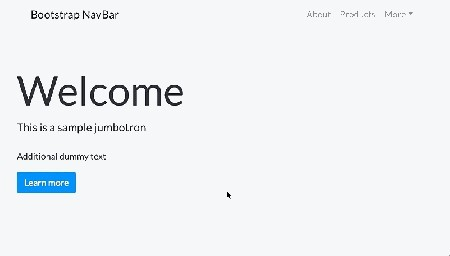 Bootstrap NavBar
About Products More
Welcome
This is a sample jumbotron
Additional dummy text
Learn more